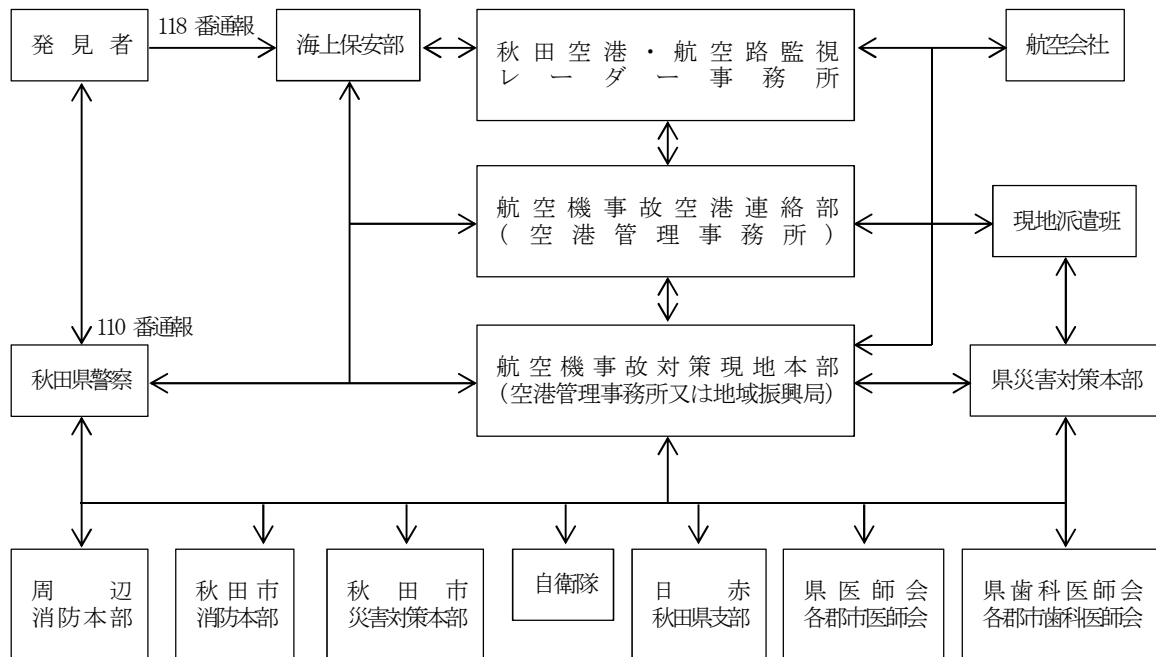 118 番通報
発見者
海上保安部
秋田空港・航空路監視
レーダー事務所
航空会社
航空機事故空港連絡部
(空港管理事務所)
現地派遣班
110 番通報
秋田県警察
航空機事故対策現地本部
(空港管理事務所又は地域振興局)
県災害対策本部
周辺
消防本部
秋田市
消防本部
秋田市
災害対策本部
自衛隊
日赤
秋田県支部
県医師会
各郡市医師会
県歯科医師会
各郡市歯科医師会